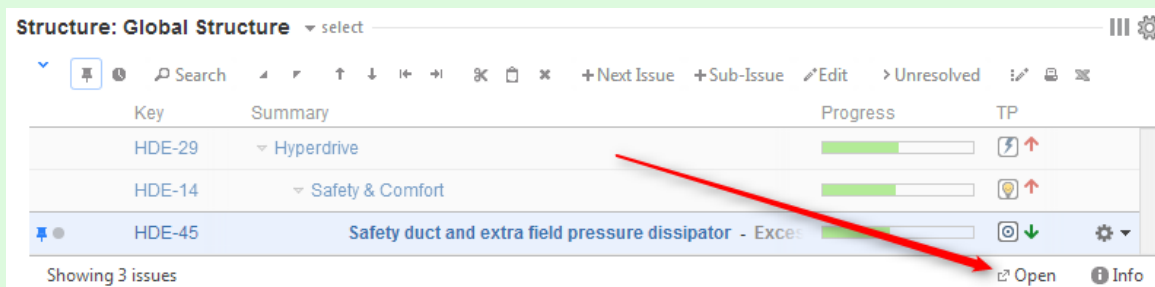 Structure: Global Structure select
Search +Next Issue +Sub-Issue Edit >Unresolved
Key Summary Progress TP
HDE-29 Hyperdrive
HDE-14 Safety & Comfort
HDE-45 Safety duct and extra field pressure dissipator - Exces
Showing 3 issues Open Info